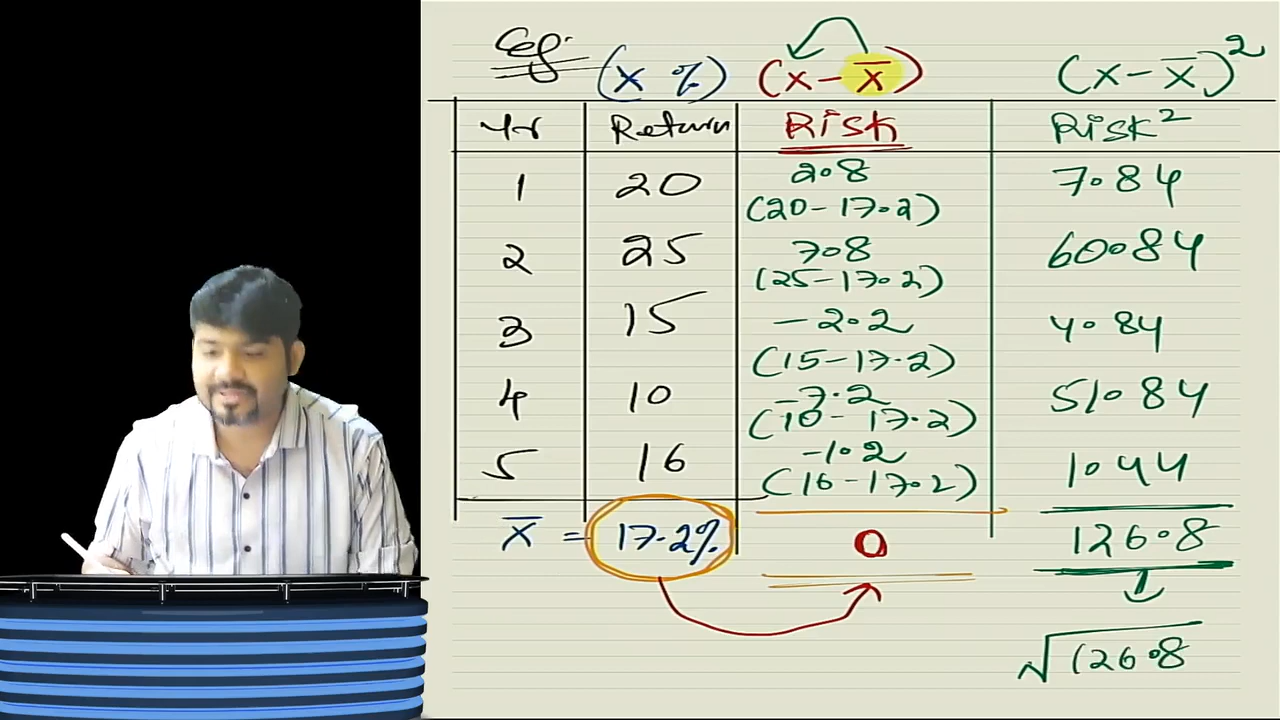 Eg:
(x %) (x - x̄) (x - x̄)²
Yr Return Risk Risk²
1 20 2.8 7.84
(20 - 17.2)
2 25 7.8 60.84
(25 - 17.2)
3 15 -2.2 4.84
(15 - 17.2)
4 10 -7.2 51.84
(10 - 17.2)
5 16 -1.2 1.44
(16 - 17.2)
x̄ = 17.2% 0 126.8
√126.8